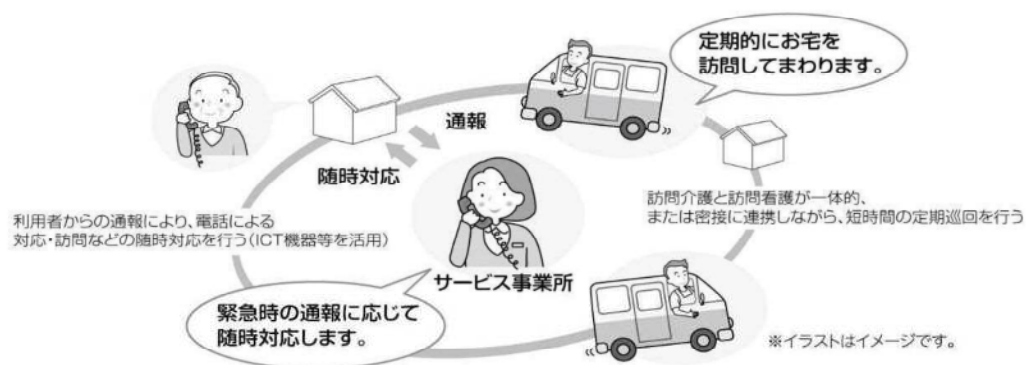 定期的にお宅を
訪問してまわります。
通報
随時対応
利用者からの通報により、電話による
対応・訪問などの随時対応を行う(ICT機器等を活用)
訪問介護と訪問看護が一体的、
または密接に連携しながら、短時間の定期巡回を行う
サービス事業所
緊急時の通報に応じて
随時対応します。
※イラストはイメージです。